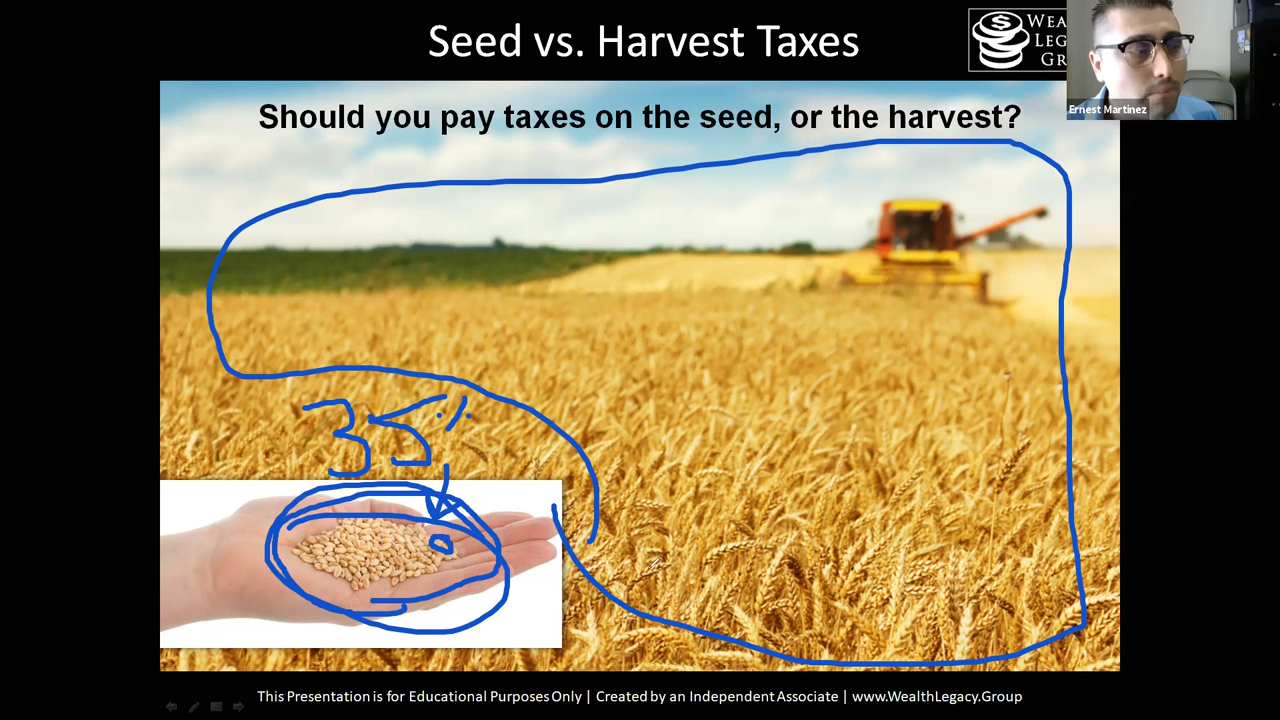 Seed vs. Harvest Taxes
Ernest Martinez
Should you pay taxes on the seed, or the harvest?
35%
This Presentation is for Educational Purposes Only | Created by an Independent Associate | www.WealthLegacy.Group